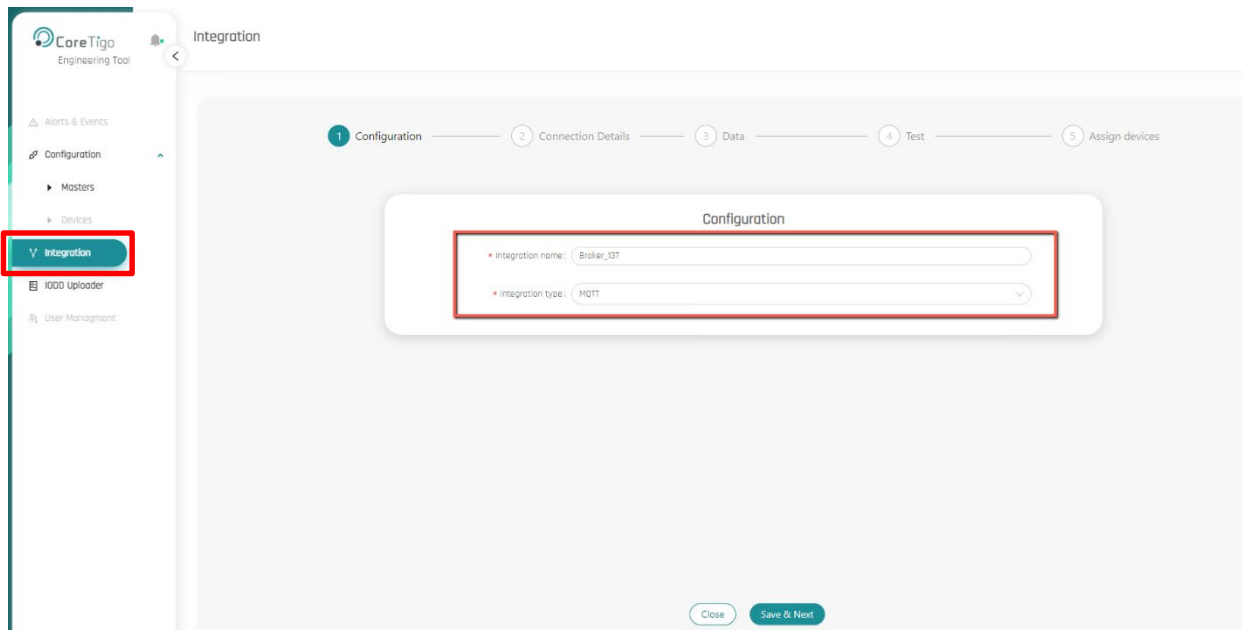 CoreTigo
Engineering Tool
Integration
Alerts & Events
Configuration
Masters
Devices
Integration
IODD Uploader
User Managment
1 Configuration
2 Connection Details
3 Data
4 Test
5 Assign devices
Configuration
* Integration name: Broker_137
* Integration type: MQTT
Close
Save & Next